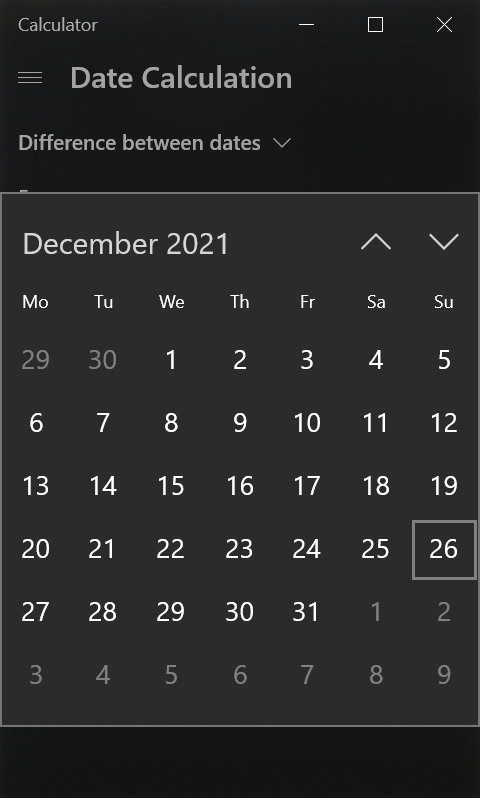 Calculator
Date Calculation
Difference between dates
December 2021
Mo Tu We Th Fr Sa Su
29 30 1 2 3 4 5
6 7 8 9 10 11 12
13 14 15 16 17 18 19
20 21 22 23 24 25 26
27 28 29 30 31 1 2
3 4 5 6 7 8 9